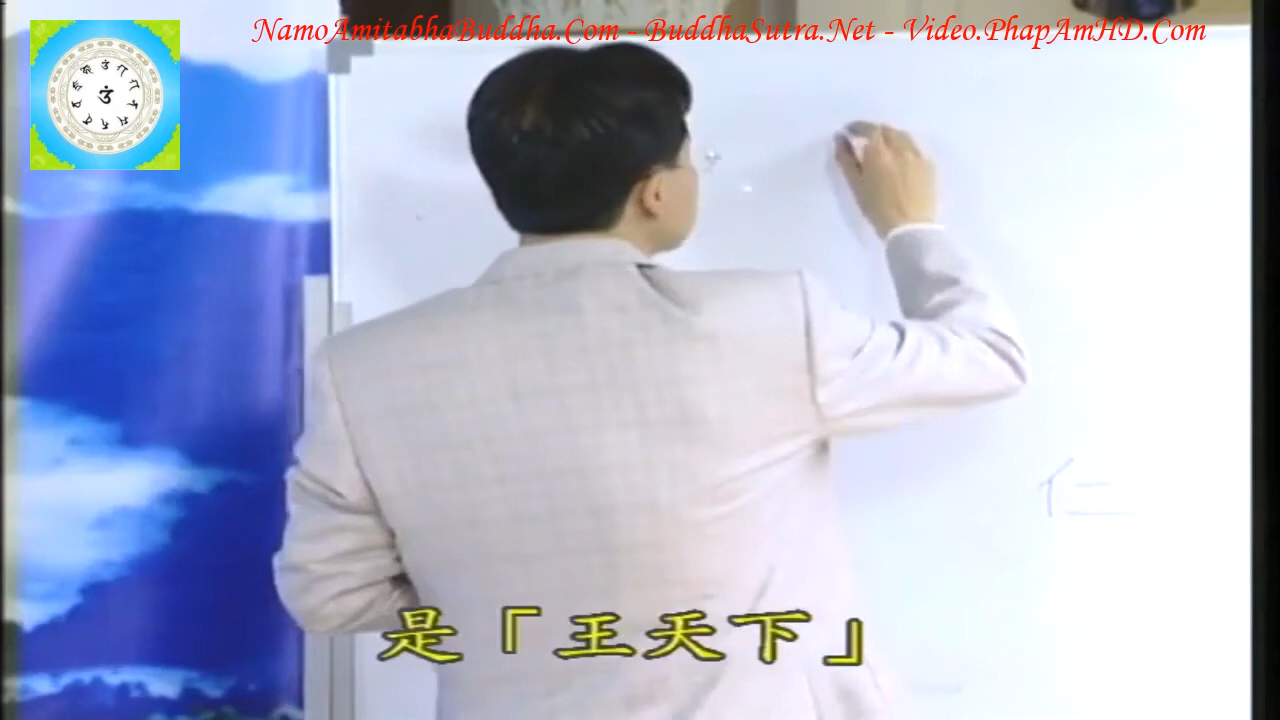 NamoAmitabhaBuddha.Com - BuddhaSutra.Net - Video.PhapAmHD.Com
仁
是「王天下」